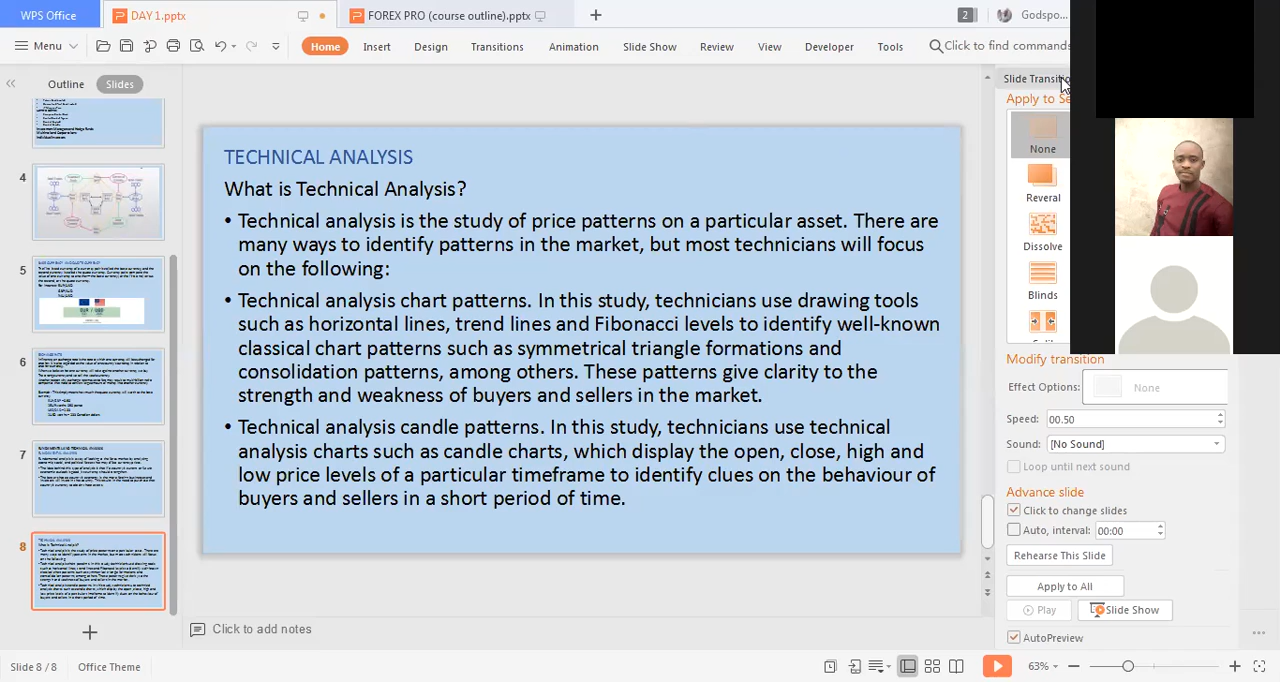 WPS Office
DAY 1.pptx
FOREX PRO (course outline).pptx
2
Godspo...
Menu
Home
Insert
Design
Transitions
Animation
Slide Show
Review
View
Developer
Tools
Click to find commands
Outline
Slides
4
5
6
7
8
TECHNICAL ANALYSIS
What is Technical Analysis?
• Technical analysis is the study of price patterns on a particular asset. There are
many ways to identify patterns in the market, but most technicians will focus
on the following:
• Technical analysis chart patterns. In this study, technicians use drawing tools
such as horizontal lines, trend lines and Fibonacci levels to identify well-known
classical chart patterns such as symmetrical triangle formations and
consolidation patterns, among others. These patterns give clarity to the
strength and weakness of buyers and sellers in the market.
• Technical analysis candle patterns. In this study, technicians use technical
analysis charts such as candle charts, which display the open, close, high and
low price levels of a particular timeframe to identify clues on the behaviour of
buyers and sellers in a short period of time.
Click to add notes
Slide Transitio
Apply to Se
None
Reveral
Dissolve
Blinds
Modify transition
Effect Options: None
Speed: 00.50
Sound: [No Sound]
Loop until next sound
Advance slide
Click to change slides
Auto, interval: 00:00
Rehearse This Slide
Apply to All
Play
Slide Show
AutoPreview
Slide 8 / 8
Office Theme
63%